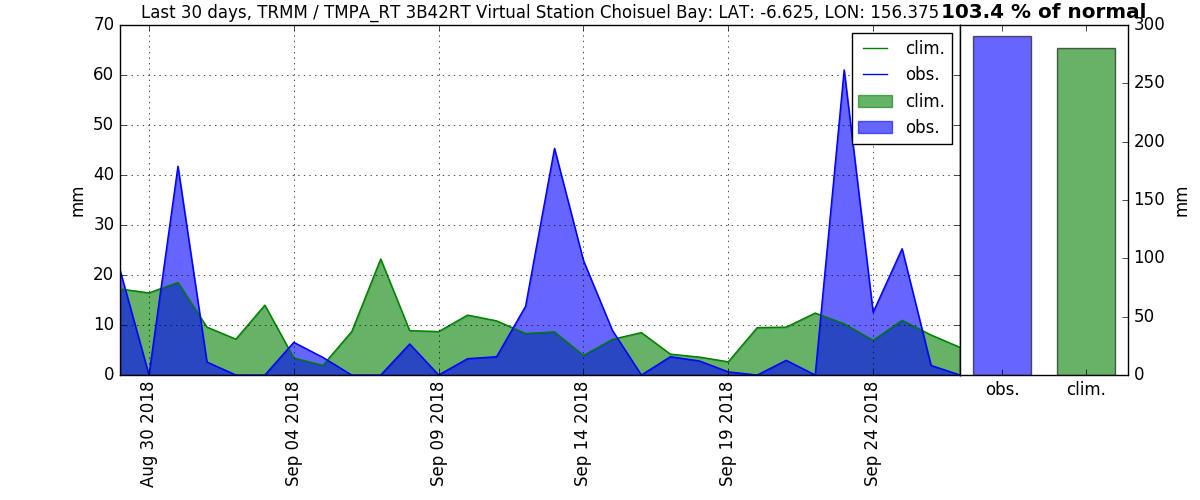 Last 30 days, TRMM / TMPA_RT 3B42RT Virtual Station Choisuel Bay: LAT: -6.625, LON: 156.375
103.4 % of normal
70
60
50
40
30
20
10
0
mm
clim.
obs.
clim.
obs.
Aug 30 2018
Sep 04 2018
Sep 09 2018
Sep 14 2018
Sep 19 2018
Sep 24 2018
300
250
200
150
100
50
0
mm
obs.
clim.